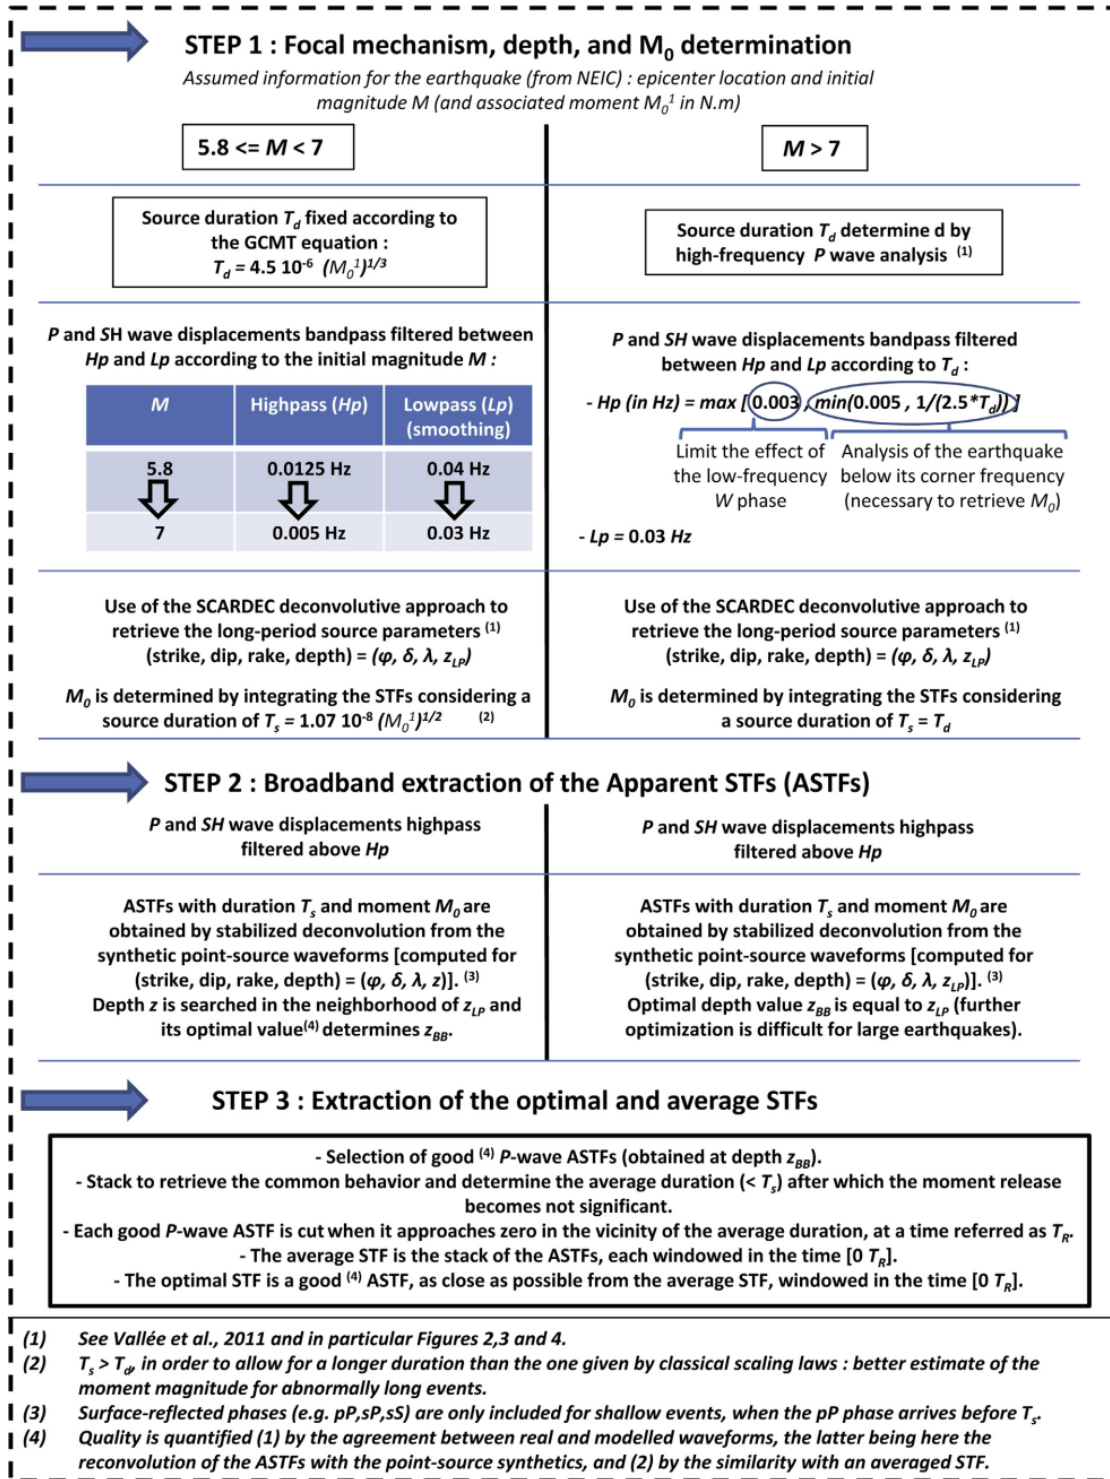 STEP 1 : Focal mechanism, depth, and M0 determination
Assumed information for the earthquake (from NEIC) : epicenter location and initial
magnitude M (and associated moment M0^1 in N.m)
5.8 <= M < 7
M > 7
Source duration Td fixed according to
the GCMT equation :
Td = 4.5 10^-6 (M0^1)^1/3
Source duration Td determine d by
high-frequency P wave analysis (1)
P and SH wave displacements bandpass filtered between
Hp and Lp according to the initial magnitude M :
M Highpass (Hp) Lowpass (Lp)
(smoothing)
5.8 0.0125 Hz 0.04 Hz
7 0.005 Hz 0.03 Hz
P and SH wave displacements bandpass filtered
between Hp and Lp according to Td :
- Hp (in Hz) = max [ 0.003 , min(0.005 , 1/(2.5*Td)) ]
Limit the effect of
the low-frequency
W phase
Analysis of the earthquake
below its corner frequency
(necessary to retrieve M0)
- Lp = 0.03 Hz
Use of the SCARDEC deconvolutive approach to
retrieve the long-period source parameters (1)
(strike, dip, rake, depth) = (φ, δ, λ, zLP)
M0 is determined by integrating the STFs considering a
source duration of Ts = 1.07 10^-8 (M0^1)^1/2 (2)
Use of the SCARDEC deconvolutive approach to
retrieve the long-period source parameters (1)
(strike, dip, rake, depth) = (φ, δ, λ, zLP)
M0 is determined by integrating the STFs considering
a source duration of Ts = Td
STEP 2 : Broadband extraction of the Apparent STFs (ASTFs)
P and SH wave displacements highpass
filtered above Hp
P and SH wave displacements highpass
filtered above Hp
ASTFs with duration Ts and moment M0 are
obtained by stabilized deconvolution from the
synthetic point-source waveforms [computed for
(strike, dip, rake, depth) = (φ, δ, λ, z)]. (3)
Depth z is searched in the neighborhood of zLP and
its optimal value(4) determines zBB.
ASTFs with duration Ts and moment M0 are
obtained by stabilized deconvolution from the
synthetic point-source waveforms [computed for
(strike, dip, rake, depth) = (φ, δ, λ, zLP)]. (3)
Optimal depth value zBB is equal to zLP (further
optimization is difficult for large earthquakes).
STEP 3 : Extraction of the optimal and average STFs
- Selection of good (4) P-wave ASTFs (obtained at depth zBB).
- Stack to retrieve the common behavior and determine the average duration (< Ts) after which the moment release
becomes not significant.
- Each good P-wave ASTF is cut when it approaches zero in the vicinity of the average duration, at a time referred as TR.
- The average STF is the stack of the ASTFs, each windowed in the time [0 TR].
- The optimal STF is a good (4) ASTF, as close as possible from the average STF, windowed in the time [0 TR].
(1) See Vallée et al., 2011 and in particular Figures 2,3 and 4.
(2) Ts > Td, in order to allow for a longer duration than the one given by classical scaling laws : better estimate of the
moment magnitude for abnormally long events.
(3) Surface-reflected phases (e.g. pP,sP,sS) are only included for shallow events, when the pP phase arrives before Ts.
(4) Quality is quantified (1) by the agreement between real and modelled waveforms, the latter being here the
reconvolution of the ASTFs with the point-source synthetics, and (2) by the similarity with an averaged STF.